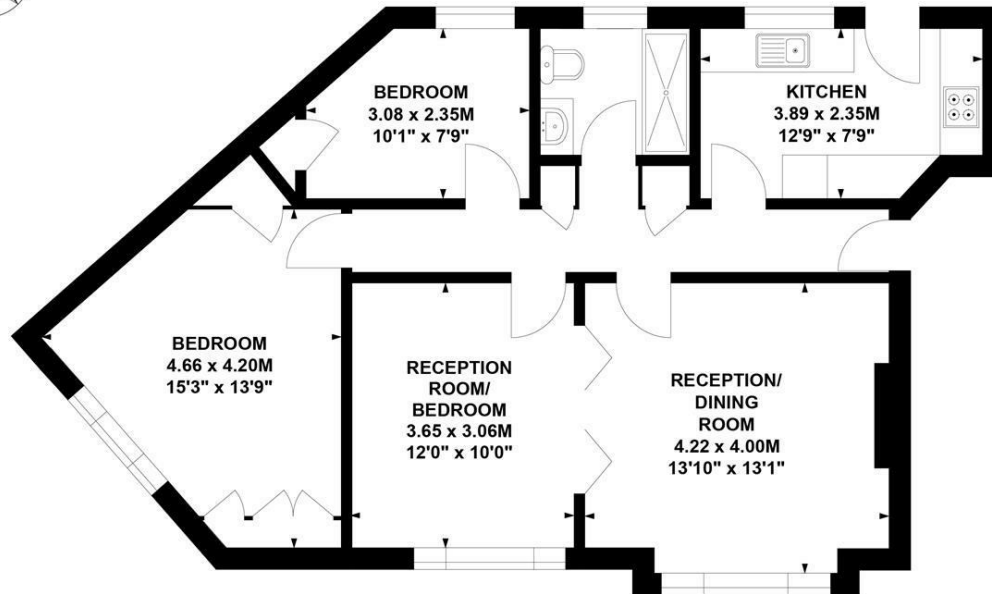 BEDROOM
3.08 x 2.35M
10'1" x 7'9"
KITCHEN
3.89 x 2.35M
12'9" x 7'9"
BEDROOM
4.66 x 4.20M
15'3" x 13'9"
RECEPTION
ROOM/
BEDROOM
3.65 x 3.06M
12'0" x 10'0"
RECEPTION/
DINING
ROOM
4.22 x 4.00M
13'10" x 13'1"